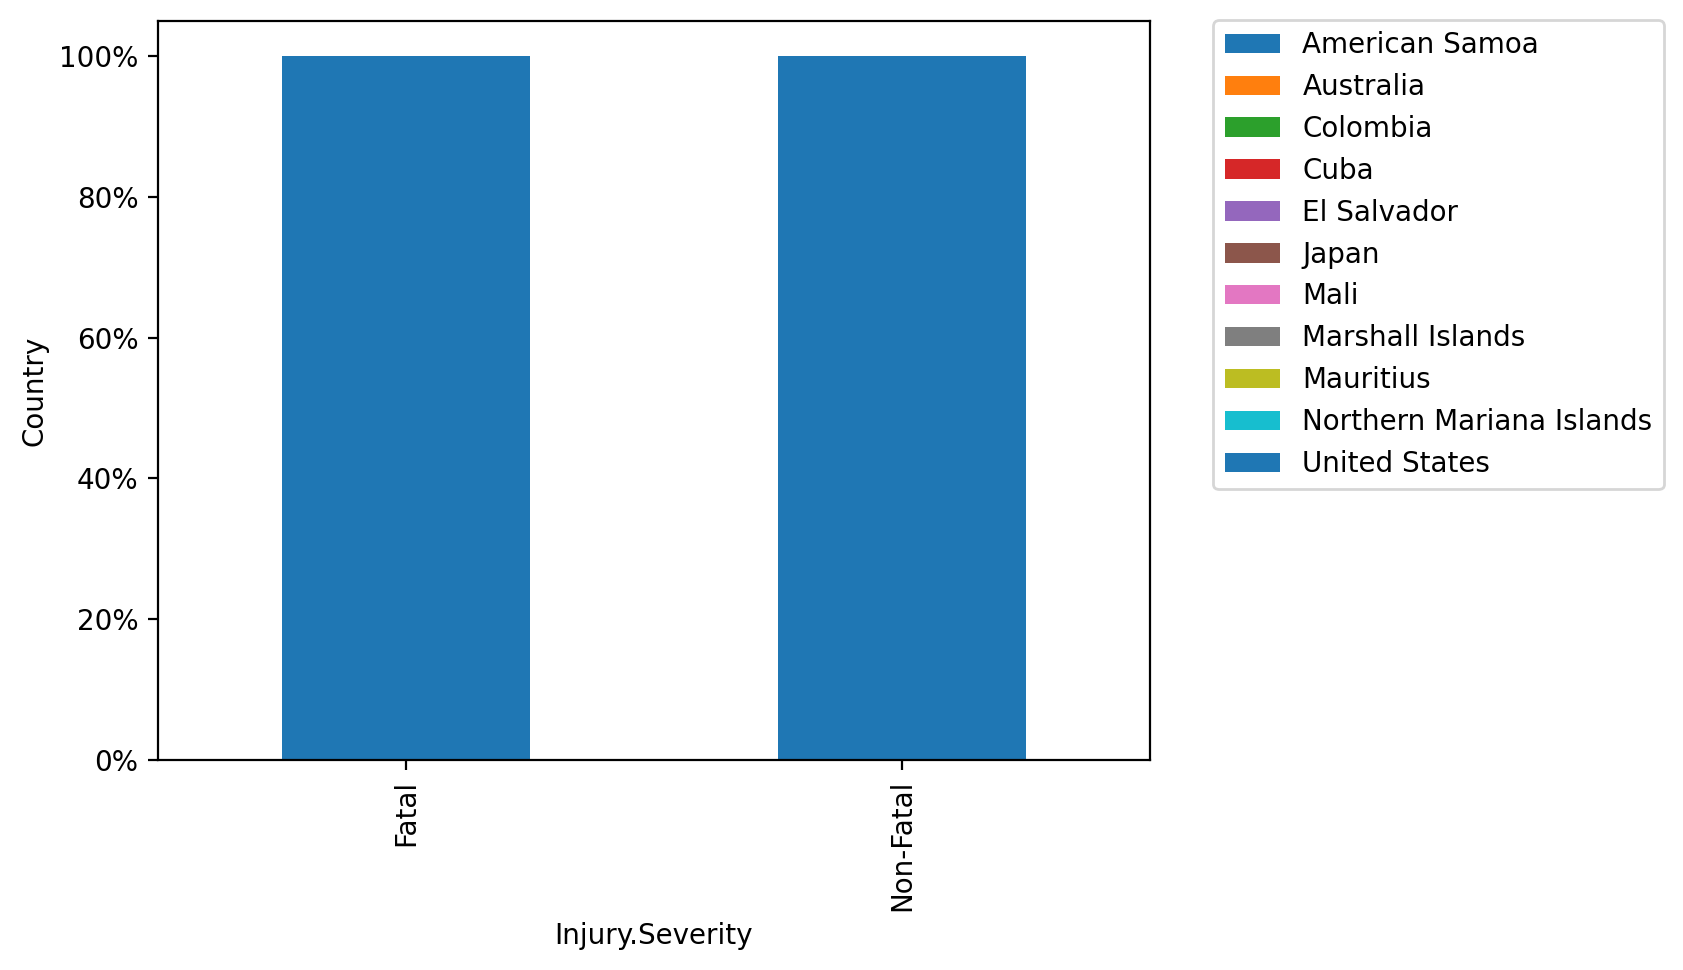 100%
80%
60%
40%
20%
0%
Country
Fatal
Non-Fatal
Injury.Severity
American Samoa
Australia
Colombia
Cuba
El Salvador
Japan
Mali
Marshall Islands
Mauritius
Northern Mariana Islands
United States